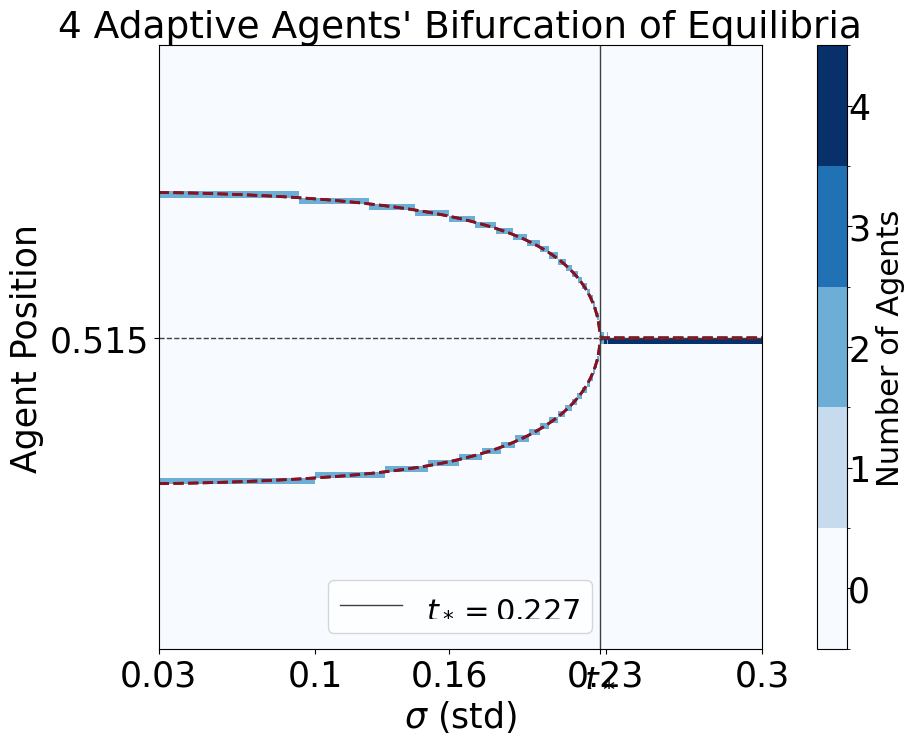 4 Adaptive Agents' Bifurcation of Equilibria
Agent Position
0.515
t* = 0.227
0.03
0.1
0.16
0.23
t*
0.3
σ (std)
4
3
2
1
0
Number of Agents